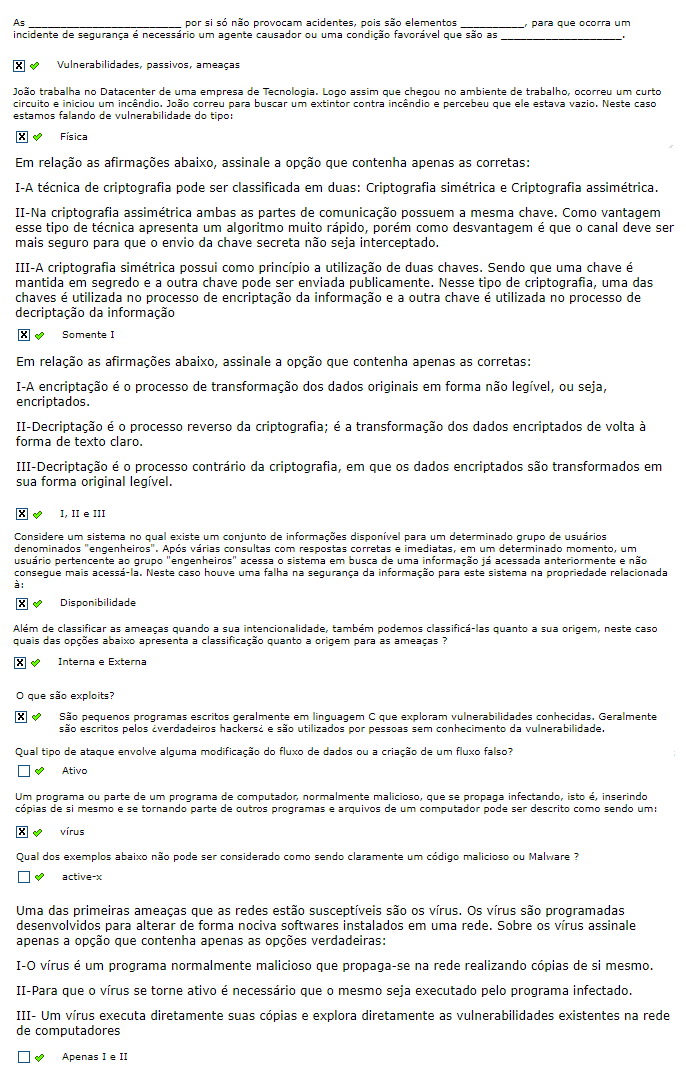 As ________________________ por si só não provocam acidentes, pois são elementos __________, para que ocorra um
incidente de segurança é necessário um agente causador ou uma condição favorável que são as ___________________.
Vulnerabilidades, passivos, ameaças
João trabalha no Datacenter de uma empresa de Tecnologia. Logo assim que chegou no ambiente de trabalho, ocorreu um curto
circuito e iniciou um incêndio. João correu para buscar um extintor contra incêndio e percebeu que ele estava vazio. Neste caso
estamos falando de vulnerabilidade do tipo:
Física
Em relação as afirmações abaixo, assinale a opção que contenha apenas as corretas:
I-A técnica de criptografia pode ser classificada em duas: Criptografia simétrica e Criptografia assimétrica.
II-Na criptografia assimétrica ambas as partes de comunicação possuem a mesma chave. Como vantagem
esse tipo de técnica apresenta um algoritmo muito rápido, porém como desvantagem é que o canal deve ser
mais seguro para que o envio da chave secreta não seja interceptado.
III-A criptografia simétrica possui como princípio a utilização de duas chaves. Sendo que uma chave é
mantida em segredo e a outra chave pode ser enviada publicamente. Nesse tipo de criptografia, uma das
chaves é utilizada no processo de encriptação da informação e a outra chave é utilizada no processo de
decriptação da informação
Somente I
Em relação as afirmações abaixo, assinale a opção que contenha apenas as corretas:
I-A encriptação é o processo de transformação dos dados originais em forma não legível, ou seja,
encriptados.
II-Decriptação é o processo reverso da criptografia; é a transformação dos dados encriptados de volta à
forma de texto claro.
III-Decriptação é o processo contrário da criptografia, em que os dados encriptados são transformados em
sua forma original legível.
I, II e III
Considere um sistema no qual existe um conjunto de informações disponível para um determinado grupo de usuários
denominados "engenheiros". Após várias consultas com respostas corretas e imediatas, em um determinado momento, um
usuário pertencente ao grupo "engenheiros" acessa o sistema em busca de uma informação já acessada anteriormente e não
consegue mais acessá-la. Neste caso houve uma falha na segurança da informação para este sistema na propriedade relacionada
à:
Disponibilidade
Além de classificar as ameaças quando a sua intencionalidade, também podemos classificá-las quanto a sua origem, neste caso
quais das opções abaixo apresenta a classificação quanto a origem para as ameaças ?
Interna e Externa
O que são exploits?
São pequenos programas escritos geralmente em linguagem C que exploram vulnerabilidades conhecidas. Geralmente
são escritos pelos ¿verdadeiros hackers¿ e são utilizados por pessoas sem conhecimento da vulnerabilidade.
Qual tipo de ataque envolve alguma modificação do fluxo de dados ou a criação de um fluxo falso?
Ativo
Um programa ou parte de um programa de computador, normalmente malicioso, que se propaga infectando, isto é, inserindo
cópias de si mesmo e se tornando parte de outros programas e arquivos de um computador pode ser descrito como sendo um:
vírus
Qual dos exemplos abaixo não pode ser considerado como sendo claramente um código malicioso ou Malware ?
active-x
Uma das primeiras ameaças que as redes estão susceptíveis são os vírus. Os vírus são programadas
desenvolvidos para alterar de forma nociva softwares instalados em uma rede. Sobre os vírus assinale
apenas a opção que contenha apenas as opções verdadeiras:
I-O vírus é um programa normalmente malicioso que propaga-se na rede realizando cópias de si mesmo.
II-Para que o vírus se torne ativo é necessário que o mesmo seja executado pelo programa infectado.
III- Um vírus executa diretamente suas cópias e explora diretamente as vulnerabilidades existentes na rede
de computadores
Apenas I e II